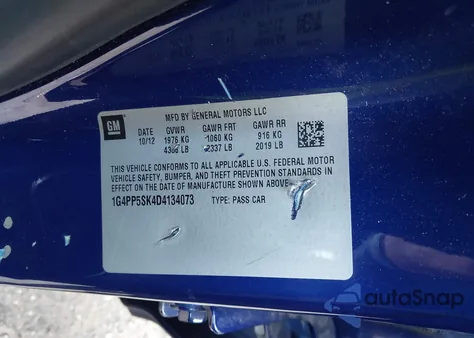 MFD BY GENERAL MOTORS LLC
GM
DATE GVWR GAWR FRT GAWR RR
10/12 1976 KG 1060 KG 916 KG
LB 2337 LB 2019 LB
THIS VEHICLE CONFORMS TO ALL APPLICABLE U.S. FEDERAL MOTOR
VEHICLE SAFETY, BUMPER, AND THEFT PREVENTION STANDARDS IN
EFFECT ON THE DATE OF MANUFACTURE SHOWN ABOVE.
1G4PP5SK4D4134073 TYPE: PASS CAR
autoSnap